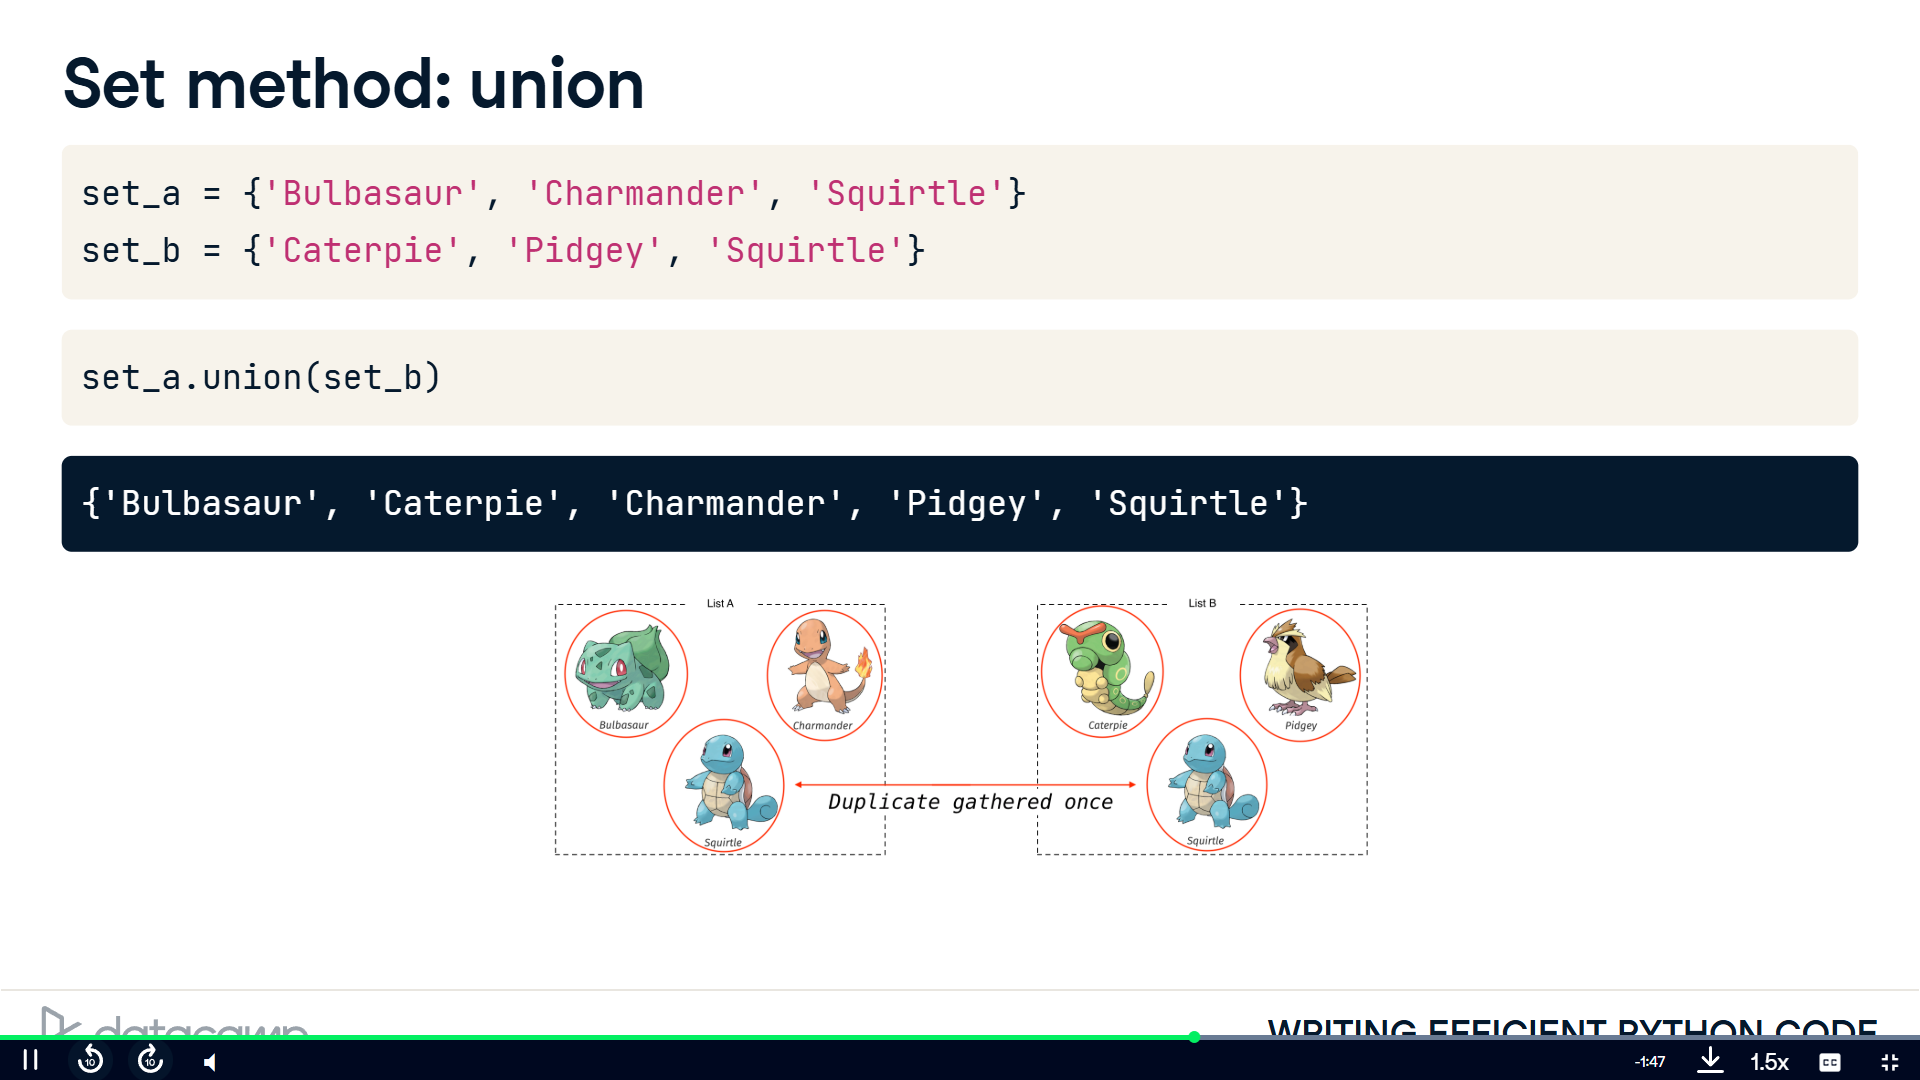 Set method: union
set_a = {'Bulbasaur', 'Charmander', 'Squirtle'}
set_b = {'Caterpie', 'Pidgey', 'Squirtle'}
set_a.union(set_b)
{'Bulbasaur', 'Caterpie', 'Charmander', 'Pidgey', 'Squirtle'}
List A
List B
Bulbasaur
Charmander
Caterpie
Pidgey
Duplicate gathered once
Squirtle
Squirtle
datacamp
WRITING EFFICIENT PYTHON CODE
10
10
-1:47
1.5x
CC